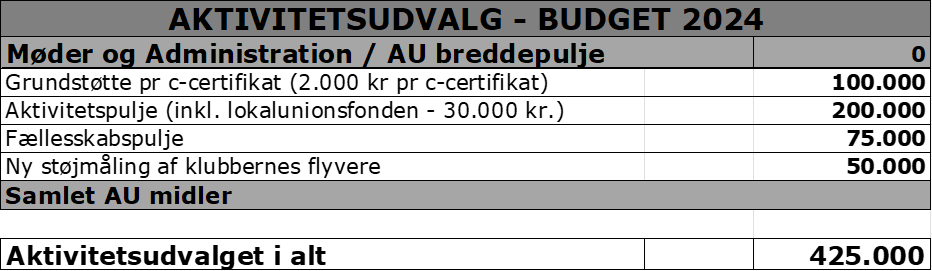 AKTIVITETSUDVALG - BUDGET 2024
Møder og Administration / AU breddepulje 0
Grundstøtte pr c-certifikat (2.000 kr pr c-certifikat) 100.000
Aktivitetspulje (inkl. lokalunionsfonden - 30.000 kr.) 200.000
Fællesskabspulje 75.000
Ny støjmåling af klubbernes flyvere 50.000
Samlet AU midler
Aktivitetsudvalget i alt 425.000